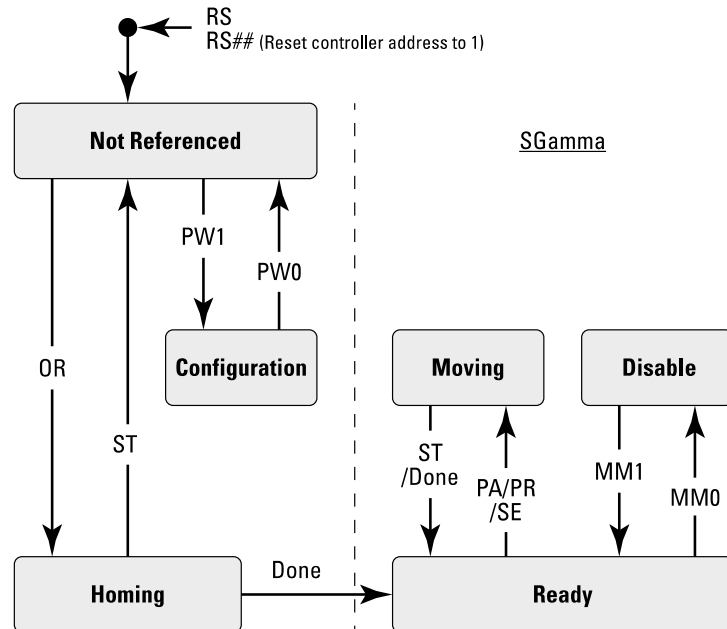 RS
RS## (Reset controller address to 1)
Not Referenced
SGamma
PW1
PW0
OR
Configuration
Moving
Disable
ST
ST
/Done
PA/PR
/SE
MM1
MM0
Homing
Done
Ready